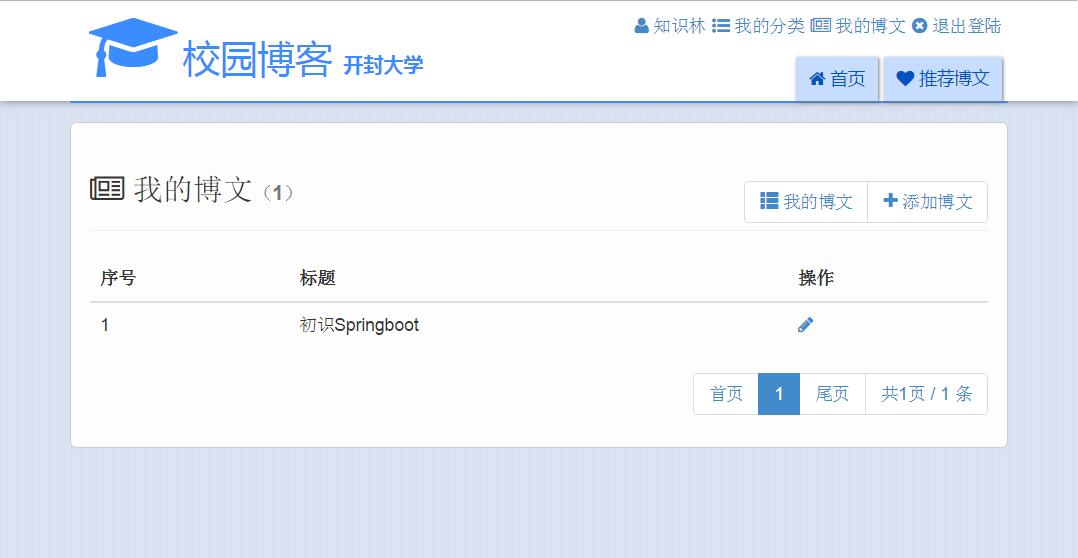 知识林 我的分类 我的博文 退出登陆
校园博客 开封大学
首页 推荐博文
我的博文（1）
我的博文 添加博文
序号 标题 操作
1 初识Springboot
首页 1 尾页 共1页 / 1 条